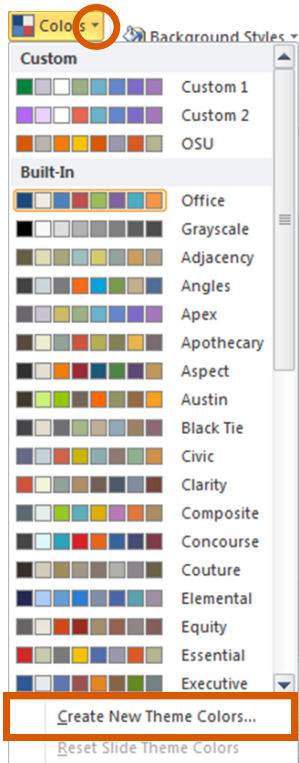 Colors
Background Styles
Custom
Custom 1
Custom 2
OSU
Built-In
Office
Grayscale
Adjacency
Angles
Apex
Apothecary
Aspect
Austin
Black Tie
Civic
Clarity
Composite
Concourse
Couture
Elemental
Equity
Essential
Executive
Create New Theme Colors...
Reset Slide Theme Colors